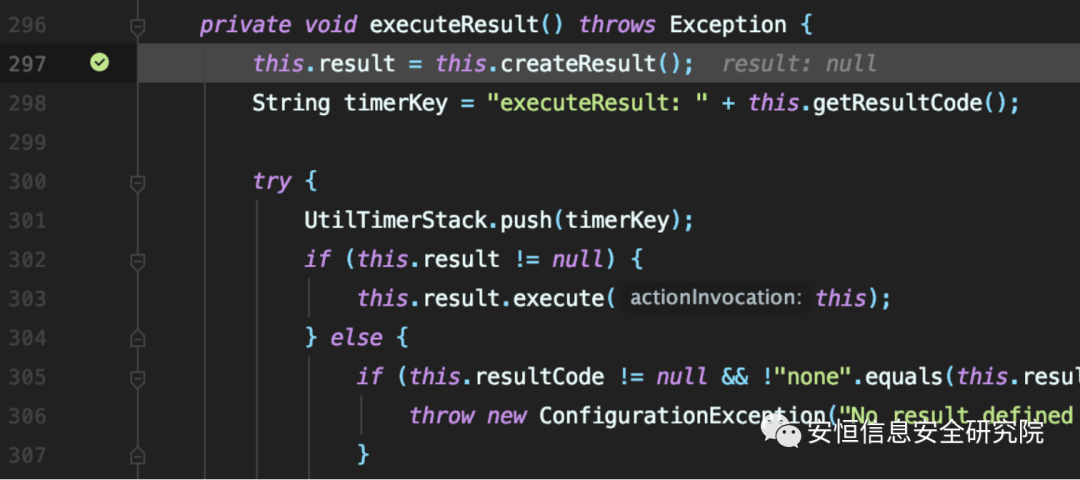 296 private void executeResult() throws Exception {
297 this.result = this.createResult(); result: null
298 String timerKey = "executeResult: " + this.getResultCode();
299
300 try {
301 UtilTimerStack.push(timerKey);
302 if (this.result != null) {
303 this.result.execute( actionInvocation: this);
304 } else {
305 if (this.resultCode != null && !"none".equals(this.resul
306 throw new ConfigurationException("No result defined
307 }
安恒信息安全研究院